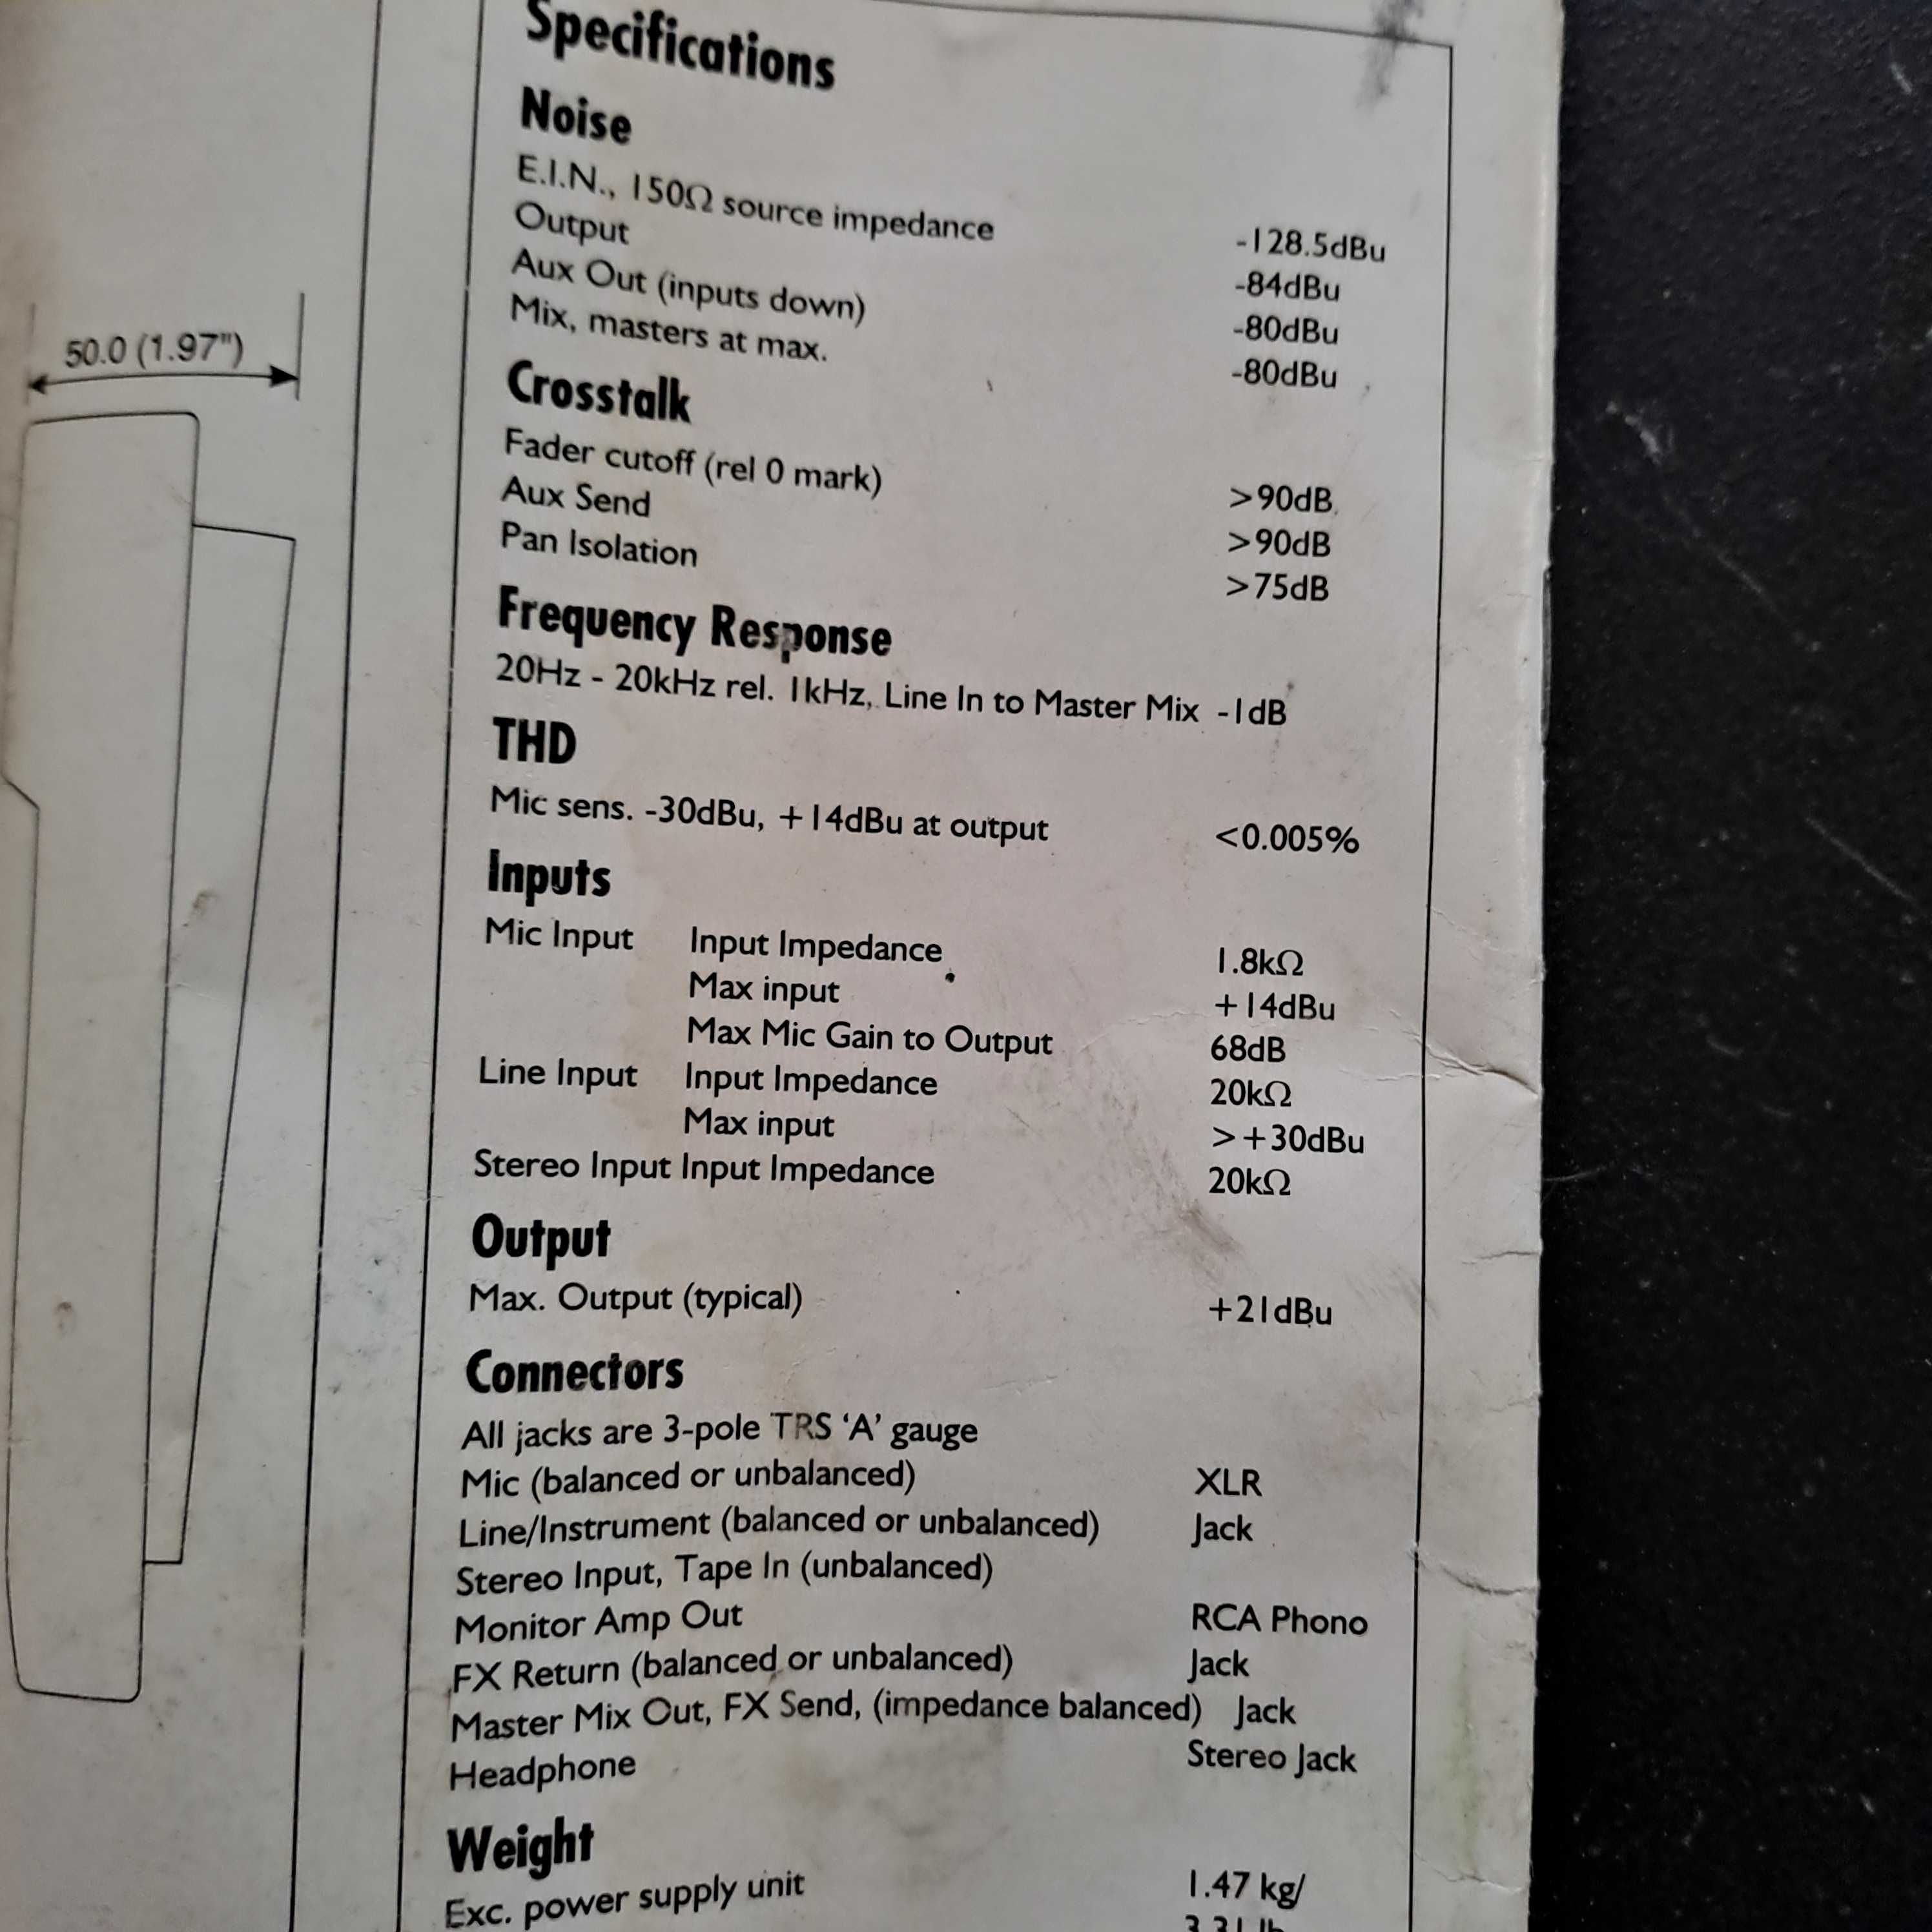 Specifications
Noise
E.I.N., 150Ω source impedance -128.5dBu
Output -84dBu
Aux Out (inputs down) -80dBu
Mix, masters at max. -80dBu
Crosstalk
Fader cutoff (rel 0 mark) >90dB
Aux Send >90dB
Pan Isolation >75dB
Frequency Response
20Hz - 20kHz rel. 1kHz, Line In to Master Mix -1dB
THD
Mic sens. -30dBu, +14dBu at output <0.005%
Inputs
Mic Input Input Impedance 1.8kΩ
Max input +14dBu
Max Mic Gain to Output 68dB
Line Input Input Impedance 20kΩ
Max input >+30dBu
Stereo Input Input Impedance 20kΩ
Output
Max. Output (typical) +21dBu
Connectors
All jacks are 3-pole TRS ‘A’ gauge
Mic (balanced or unbalanced) XLR
Line/Instrument (balanced or unbalanced) Jack
Stereo Input, Tape In (unbalanced)
Monitor Amp Out RCA Phono
FX Return (balanced or unbalanced) Jack
Master Mix Out, FX Send, (impedance balanced) Jack
Headphone Stereo Jack
Weight
Exc. power supply unit 1.47 kg/
3.31 lb
50.0 (1.97")